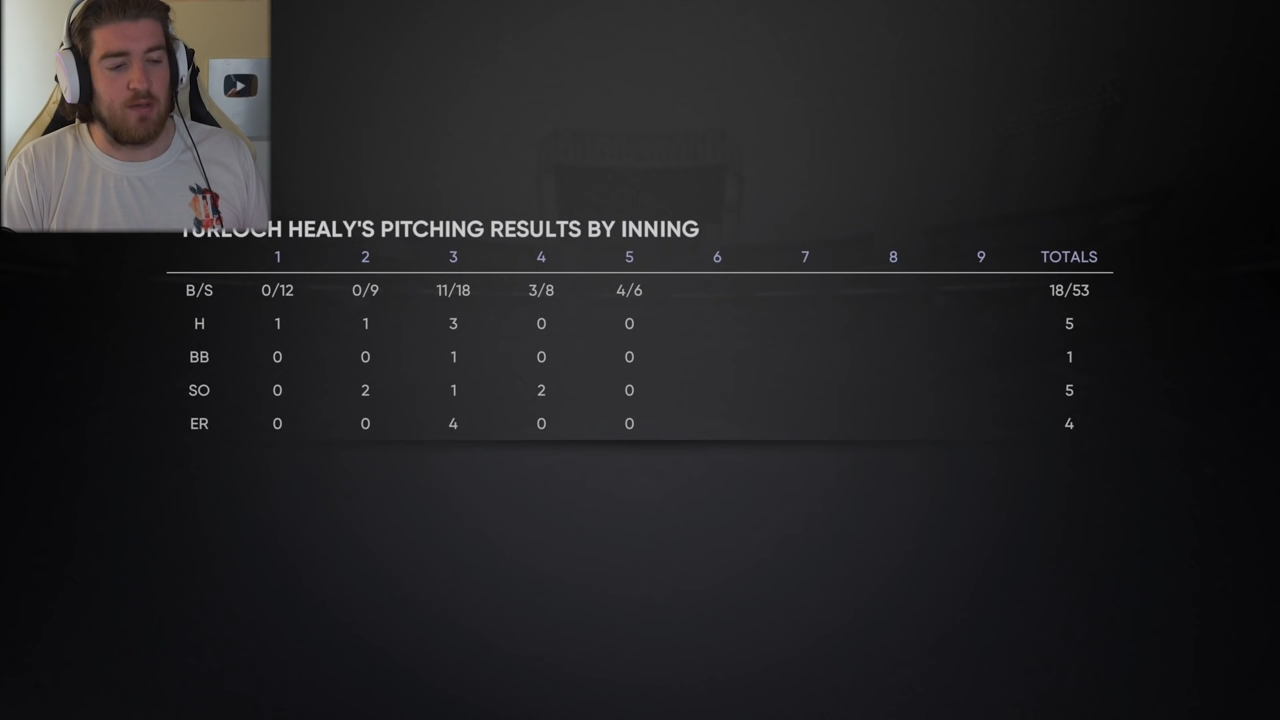 HEALY'S PITCHING RESULTS BY INNING
1 2 3 4 5 6 7 8 9 TOTALS
B/S 0/12 0/9 11/18 3/8 4/6 18/53
H 1 1 3 0 0 5
BB 0 0 1 0 0 1
SO 0 2 1 2 0 5
ER 0 0 4 0 0 4